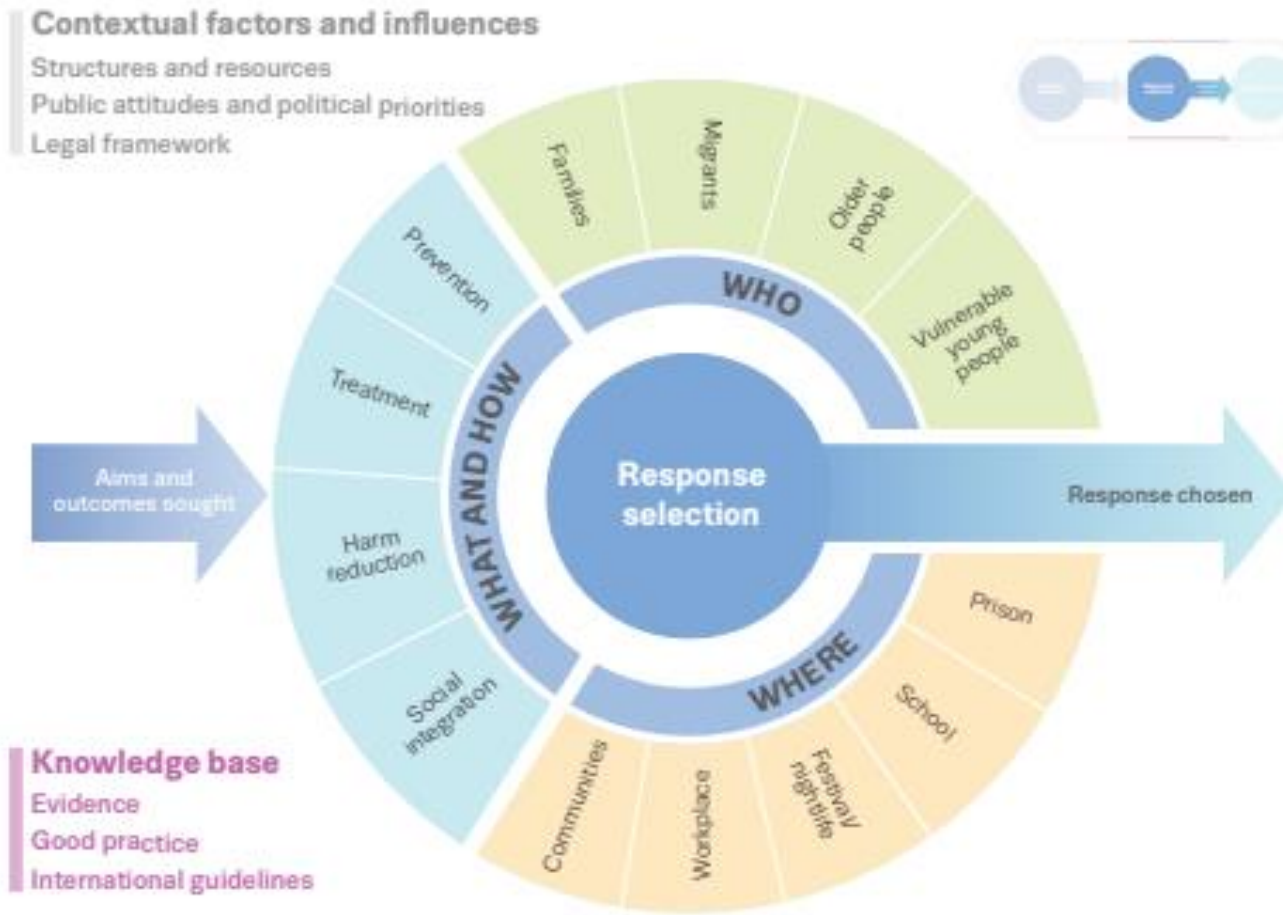 Contextual factors and influences
Structures and resources
Public attitudes and political priorities
Legal framework
Families
Migrants
Older
people
Vulnerable
young
people
WHO
Prevention
Treatment
Harm
reduction
Social
integration
WHAT AND HOW
Aims and
outcomes sought
Response
selection
Response chosen
Prison
School
Festival/
nightlife
Workplace
Communities
WHERE
Knowledge base
Evidence
Good practice
International guidelines